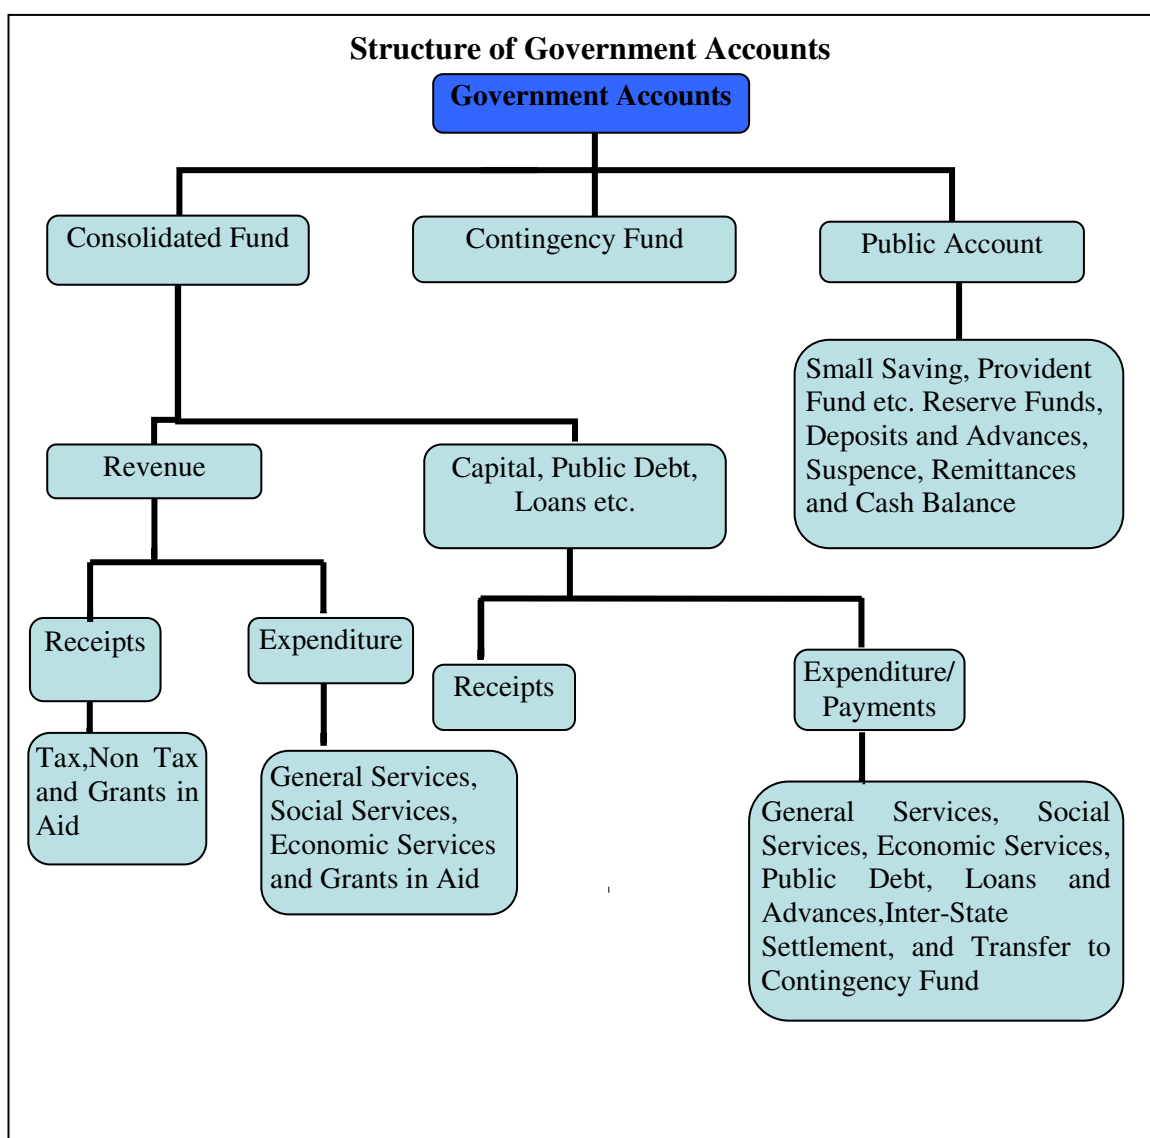 Structure of Government Accounts
Government Accounts
Consolidated Fund
Contingency Fund
Public Account
Small Saving, Provident
Fund etc. Reserve Funds,
Deposits and Advances,
Suspence, Remittances
and Cash Balance
Revenue
Capital, Public Debt,
Loans etc.
Receipts
Expenditure
Receipts
Expenditure/
Payments
Tax,Non Tax
and Grants in
Aid
General Services,
Social Services,
Economic Services
and Grants in Aid
General Services, Social
Services, Economic Services,
Public Debt, Loans and
Advances,Inter-State
Settlement, and Transfer to
Contingency Fund